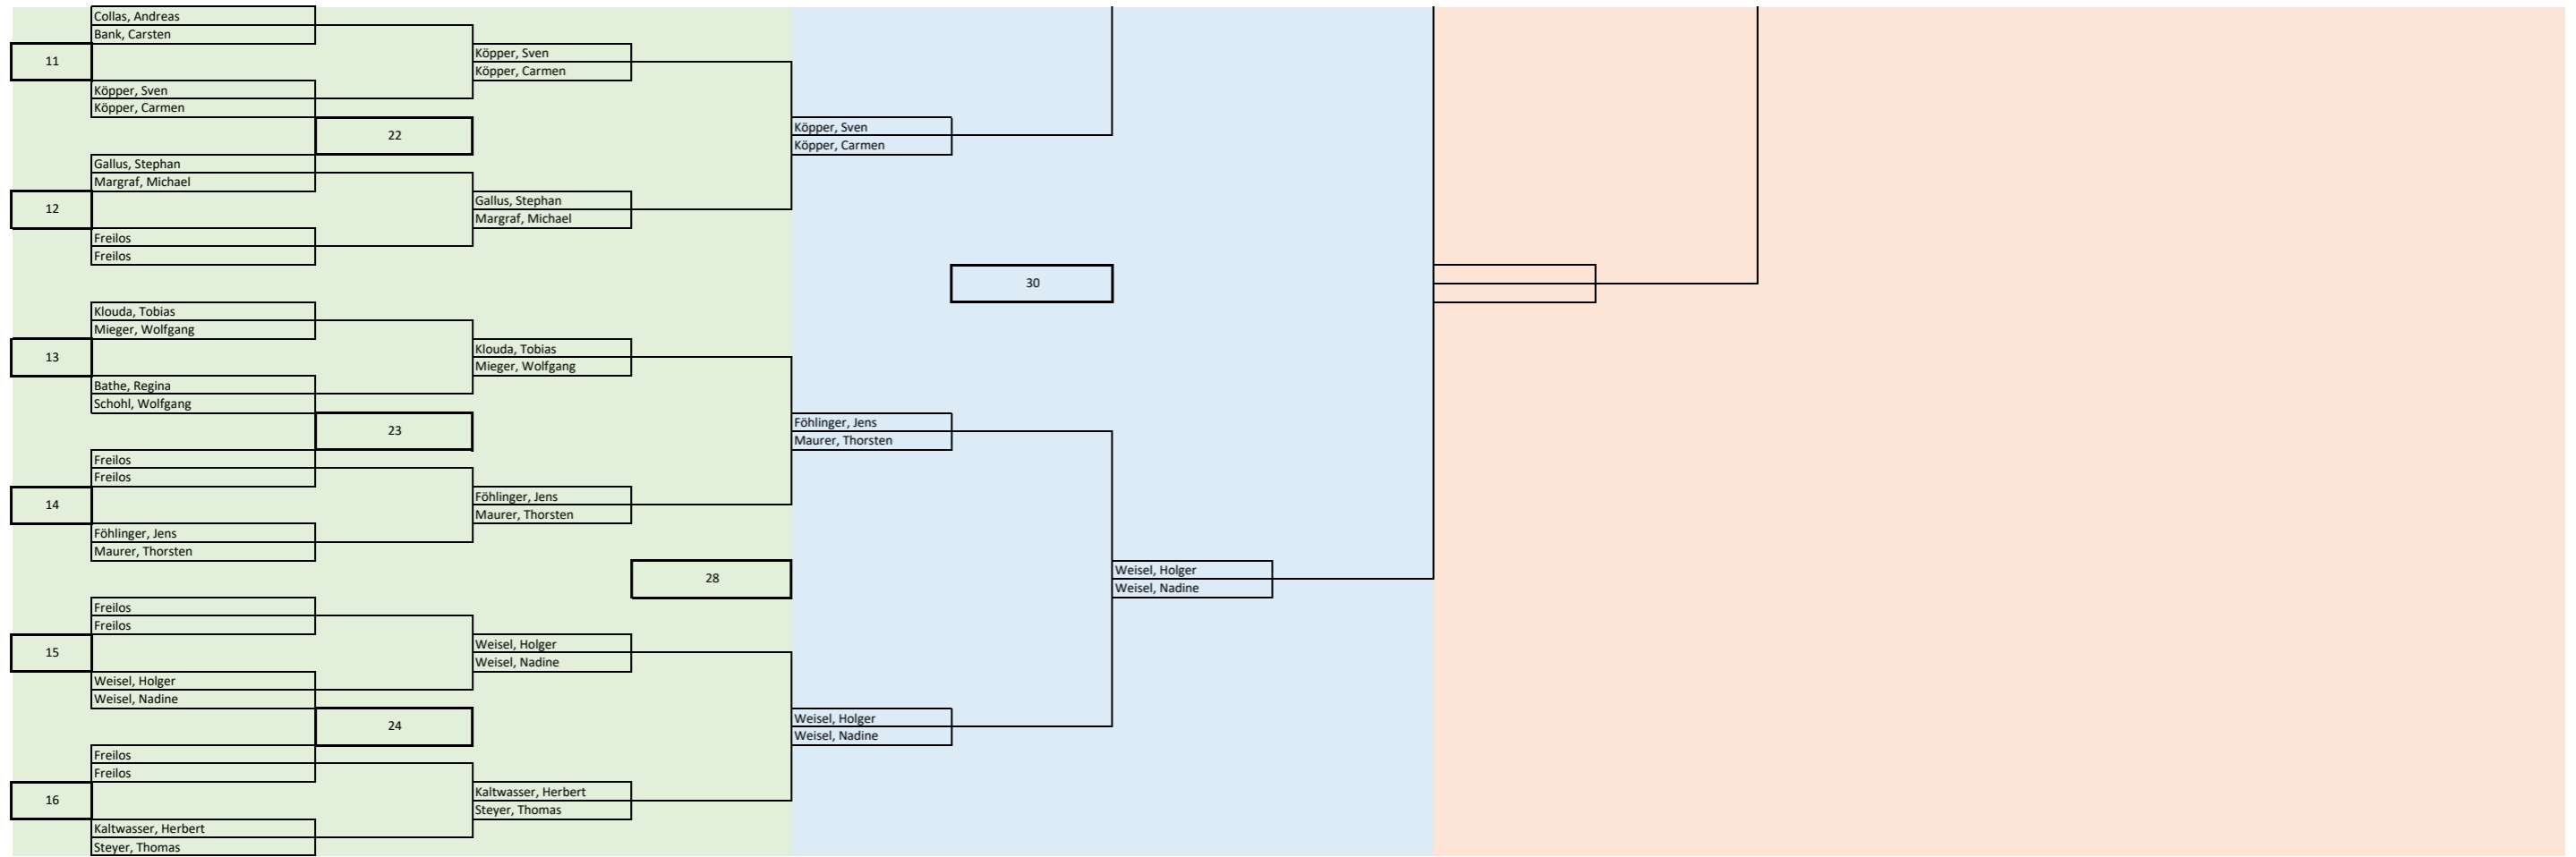 Collas, Andreas
Bank, Carsten
11
Köpper, Sven
Köpper, Carmen
Köpper, Sven
Köpper, Carmen
22
Köpper, Sven
Köpper, Carmen
Gallus, Stephan
Margraf, Michael
12
Gallus, Stephan
Margraf, Michael
Freilos
Freilos
30
Klouda, Tobias
Mieger, Wolfgang
13
Klouda, Tobias
Mieger, Wolfgang
Bathe, Regina
Schohl, Wolfgang
23
Föhlinger, Jens
Maurer, Thorsten
Freilos
Freilos
14
Föhlinger, Jens
Maurer, Thorsten
Föhlinger, Jens
Maurer, Thorsten
28
Weisel, Holger
Weisel, Nadine
Freilos
Freilos
15
Weisel, Holger
Weisel, Nadine
Weisel, Holger
Weisel, Nadine
24
Weisel, Holger
Weisel, Nadine
Freilos
Freilos
16
Kaltwasser, Herbert
Steyer, Thomas
Kaltwasser, Herbert
Steyer, Thomas